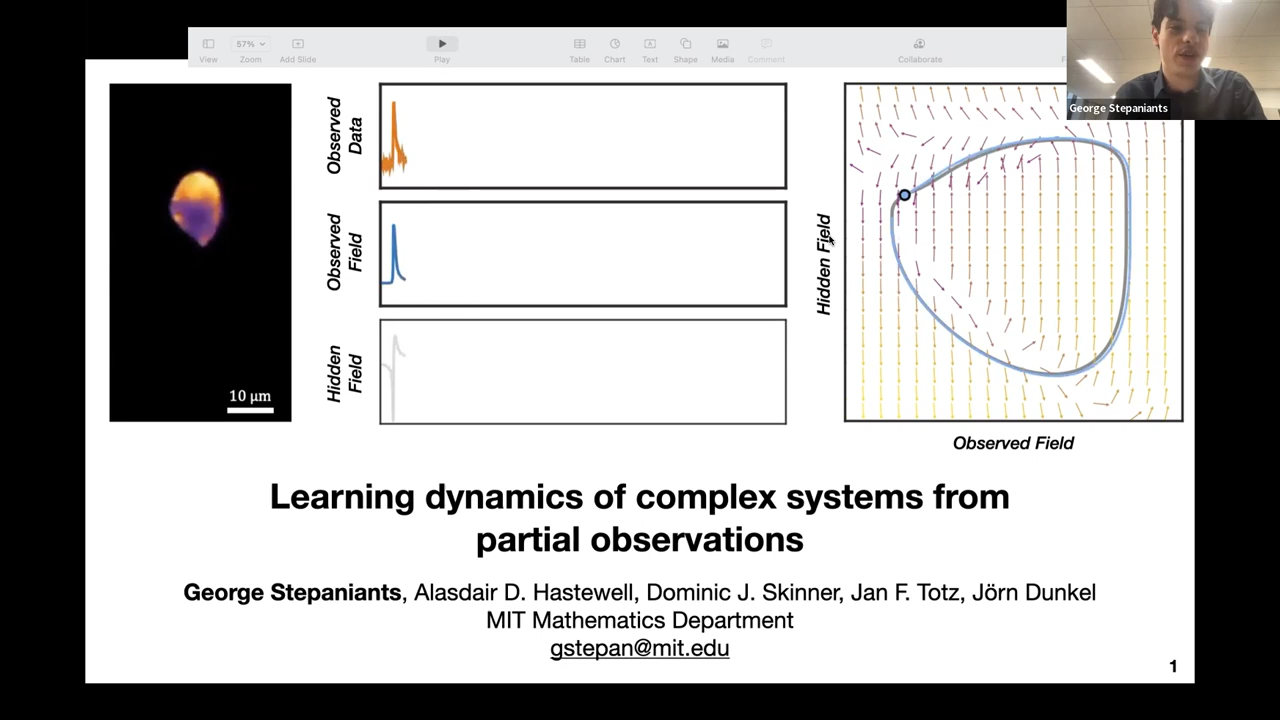 57%
View
Zoom
Add Slide
Play
Table
Chart
Text
Shape
Media
Comment
Collaborate
George Stepaniants
Observed
Data
Observed
Field
Hidden
Field
10 μm
Hidden Field
Observed Field
Learning dynamics of complex systems from
partial observations
George Stepaniants, Alasdair D. Hastewell, Dominic J. Skinner, Jan F. Totz, Jörn Dunkel
MIT Mathematics Department
gstepan@mit.edu
1